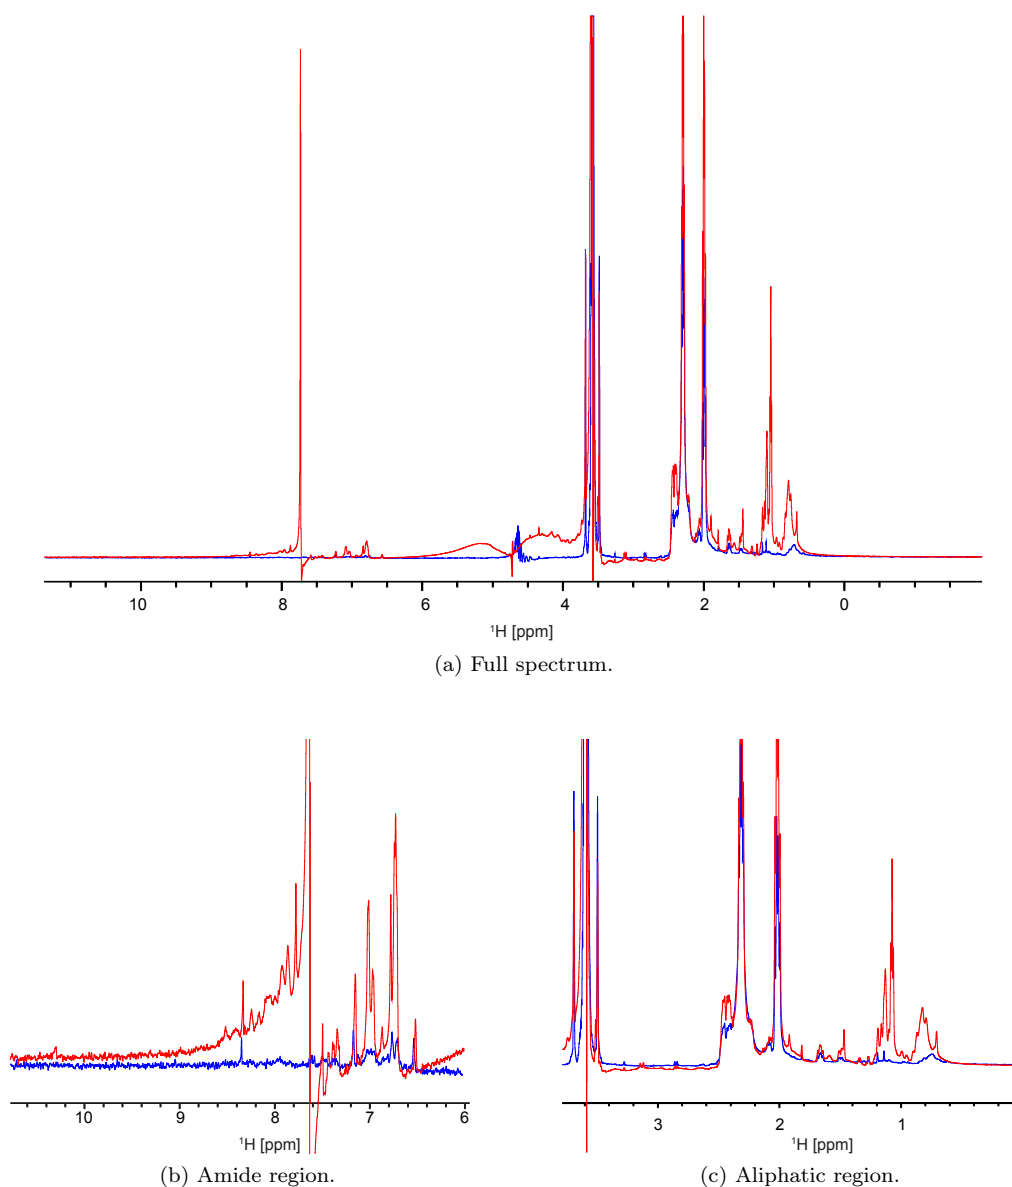 10 8 6 4 2 0
¹H [ppm]
(a) Full spectrum.
10 9 8 7 6
¹H [ppm]
(b) Amide region.
3 2 1
¹H [ppm]
(c) Aliphatic region.